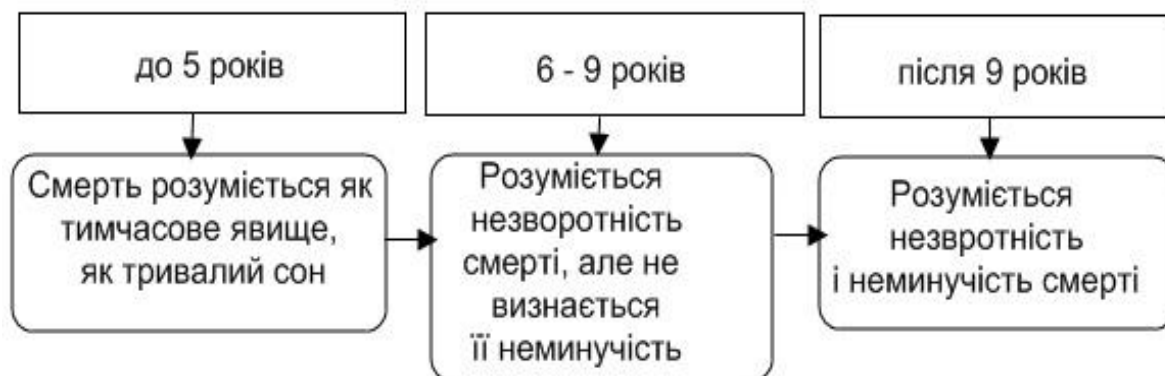 до 5 років
6 - 9 років
після 9 років
Смерть розуміється як
тимчасове явище,
як тривалий сон
Розуміється
незворотність
смерті, але не
визнається
її неминучість
Розуміється
незвротність
і неминучість смерті